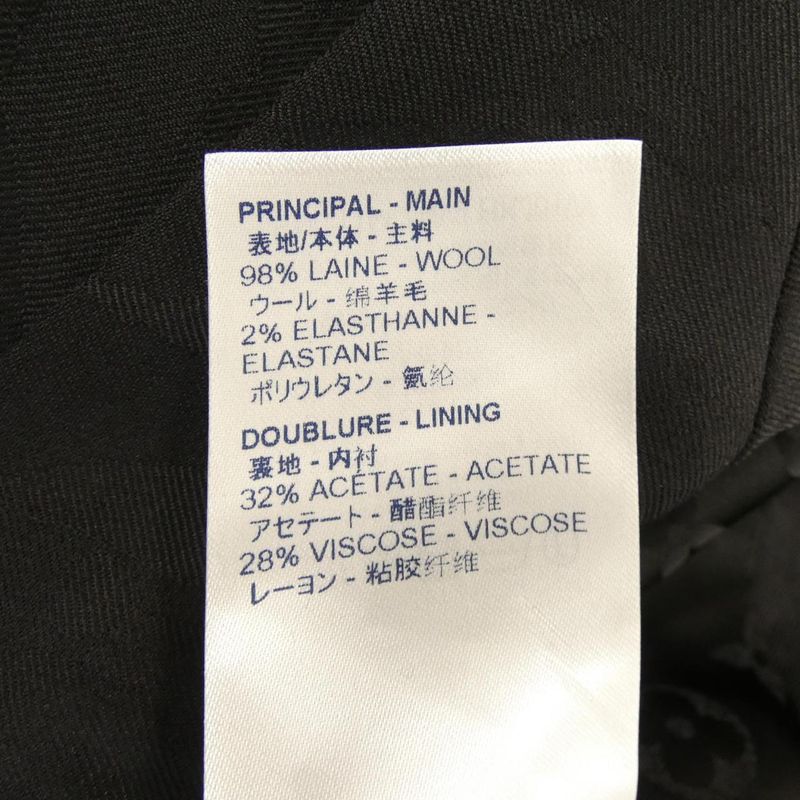 PRINCIPAL - MAIN
表地/本体 - 主料
98% LAINE - WOOL
ウール - 绵羊毛
2% ELASTHANNE -
ELASTANE
ポリウレタン - 氨纶
DOUBLURE - LINING
裏地 - 内衬
32% ACETATE - ACETATE
アセテート - 醋酯纤维
28% VISCOSE - VISCOSE
レーヨン - 粘胶纤维